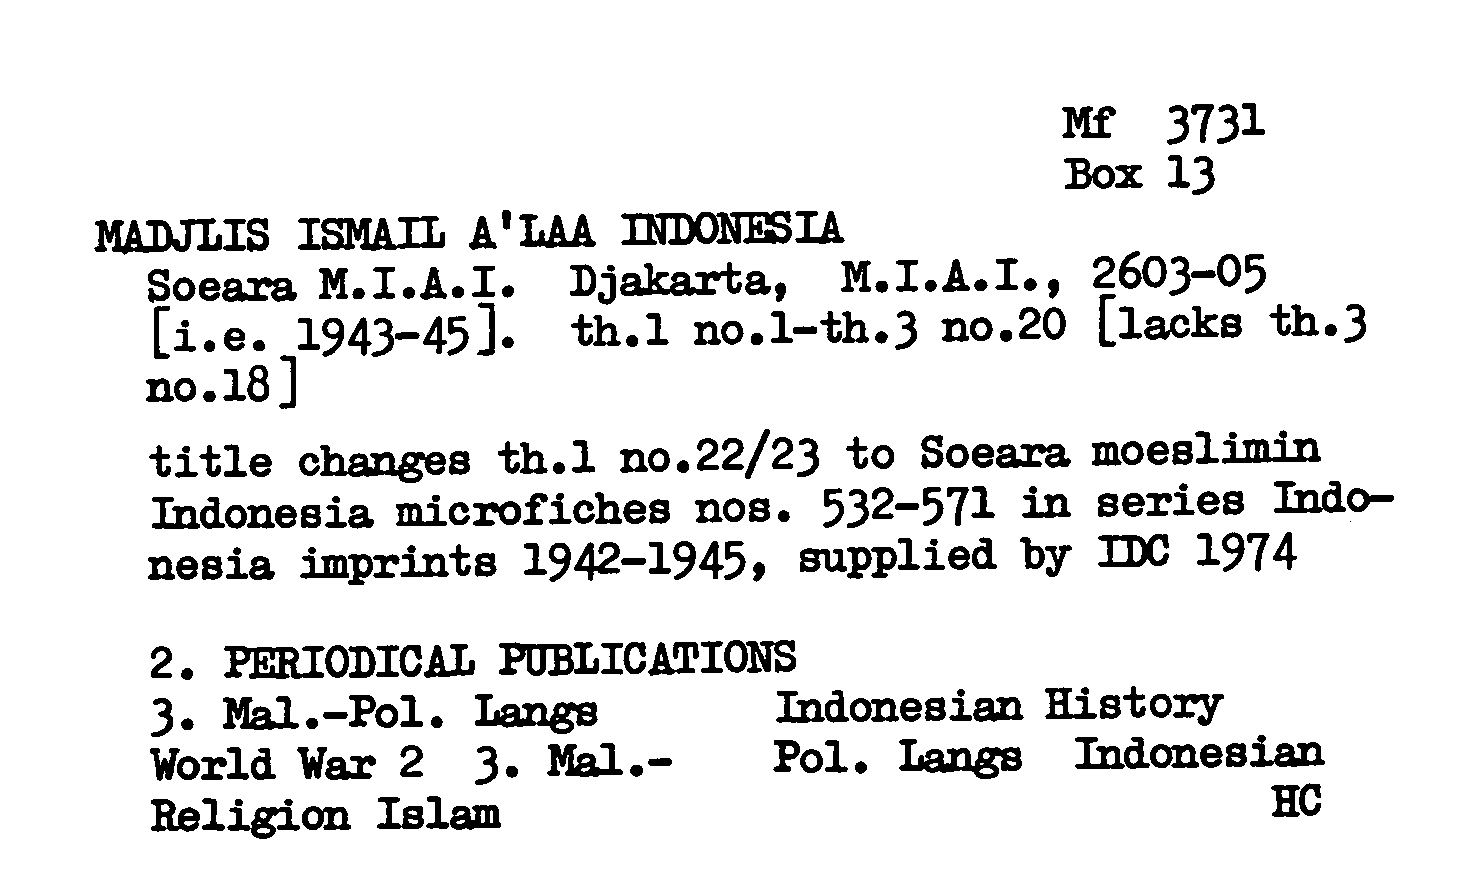 Mf 3731
Box 13
MADJLIS ISMAIL A'LAA INDONESIA
Soeara M.I.A.I. Djakarta, M.I.A.I., 2603-05
[i.e. 1943-45]. th.1 no.1-th.3 no.20 [lacks th.3
no.18]
title changes th.1 no.22/23 to Soeara moeslimin
Indonesia microfiches nos. 532-571 in series Indo-
nesia imprints 1942-1945, supplied by IDC 1974
2. PERIODICAL PUBLICATIONS
3. Mal.-Pol. Langs Indonesian History
World War 2 3. Mal.- Pol. Langs Indonesian
Religion Islam HC